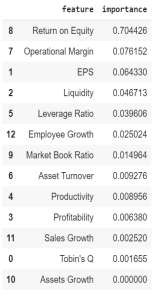 feature importance
8 Return on Equity 0.704426
7 Operational Margin 0.076152
1 EPS 0.064330
2 Liquidity 0.046713
5 Leverage Ratio 0.039606
12 Employee Growth 0.025024
9 Market Book Ratio 0.014964
6 Asset Turnover 0.009276
4 Productivity 0.008956
3 Profitability 0.006380
11 Sales Growth 0.002520
0 Tobin's Q 0.001655
10 Assets Growth 0.000000